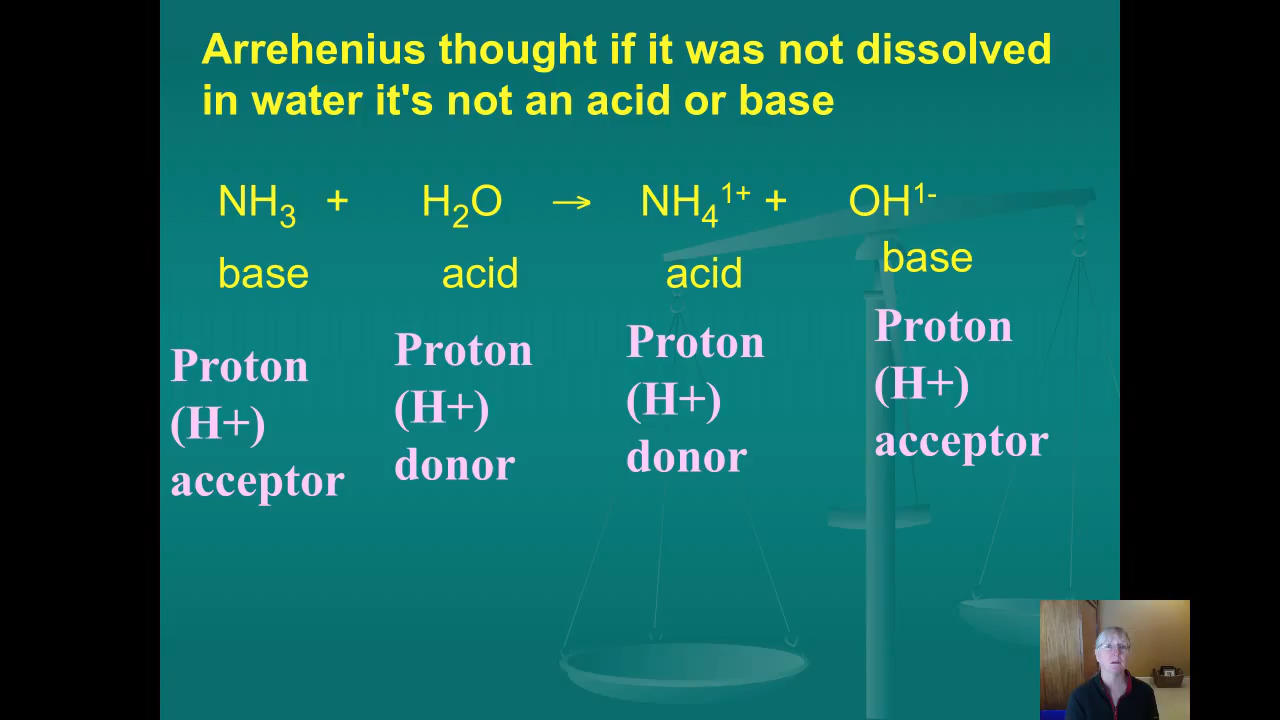 Arrehenius thought if it was not dissolved
in water it's not an acid or base
NH₃ + H₂O → NH₄¹⁺ + OH¹⁻
base acid acid base
Proton
(H+)
acceptor
Proton
(H+)
donor
Proton
(H+)
donor
Proton
(H+)
acceptor